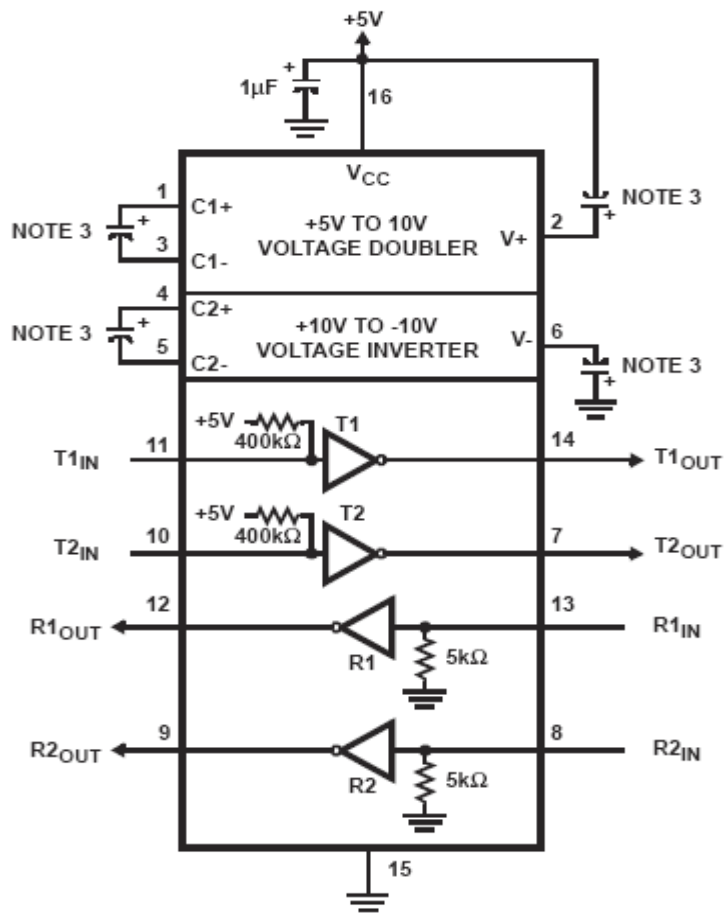 +5V
1μF
+
16
VCC
1
C1+
NOTE 3
+
3
C1-
+5V TO 10V
VOLTAGE DOUBLER
2
V+
NOTE 3
+
4
C2+
NOTE 3
+
5
C2-
+10V TO -10V
VOLTAGE INVERTER
6
V-
NOTE 3
+
+5V
400kΩ
T1
T1IN
11
14
T1OUT
+5V
400kΩ
T2
T2IN
10
7
T2OUT
R1OUT
12
R1
5kΩ
13
R1IN
R2OUT
9
R2
5kΩ
8
R2IN
15